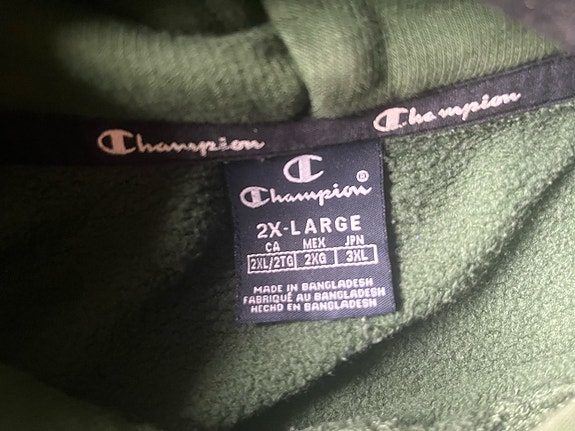 Champion
Champion
Champion®
2X-LARGE
CA MEX JPN
2XL/2TG 2XG 3XL
MADE IN BANGLADESH
FABRIQUÉ AU BANGLADESH
HECHO EN BANGLADESH